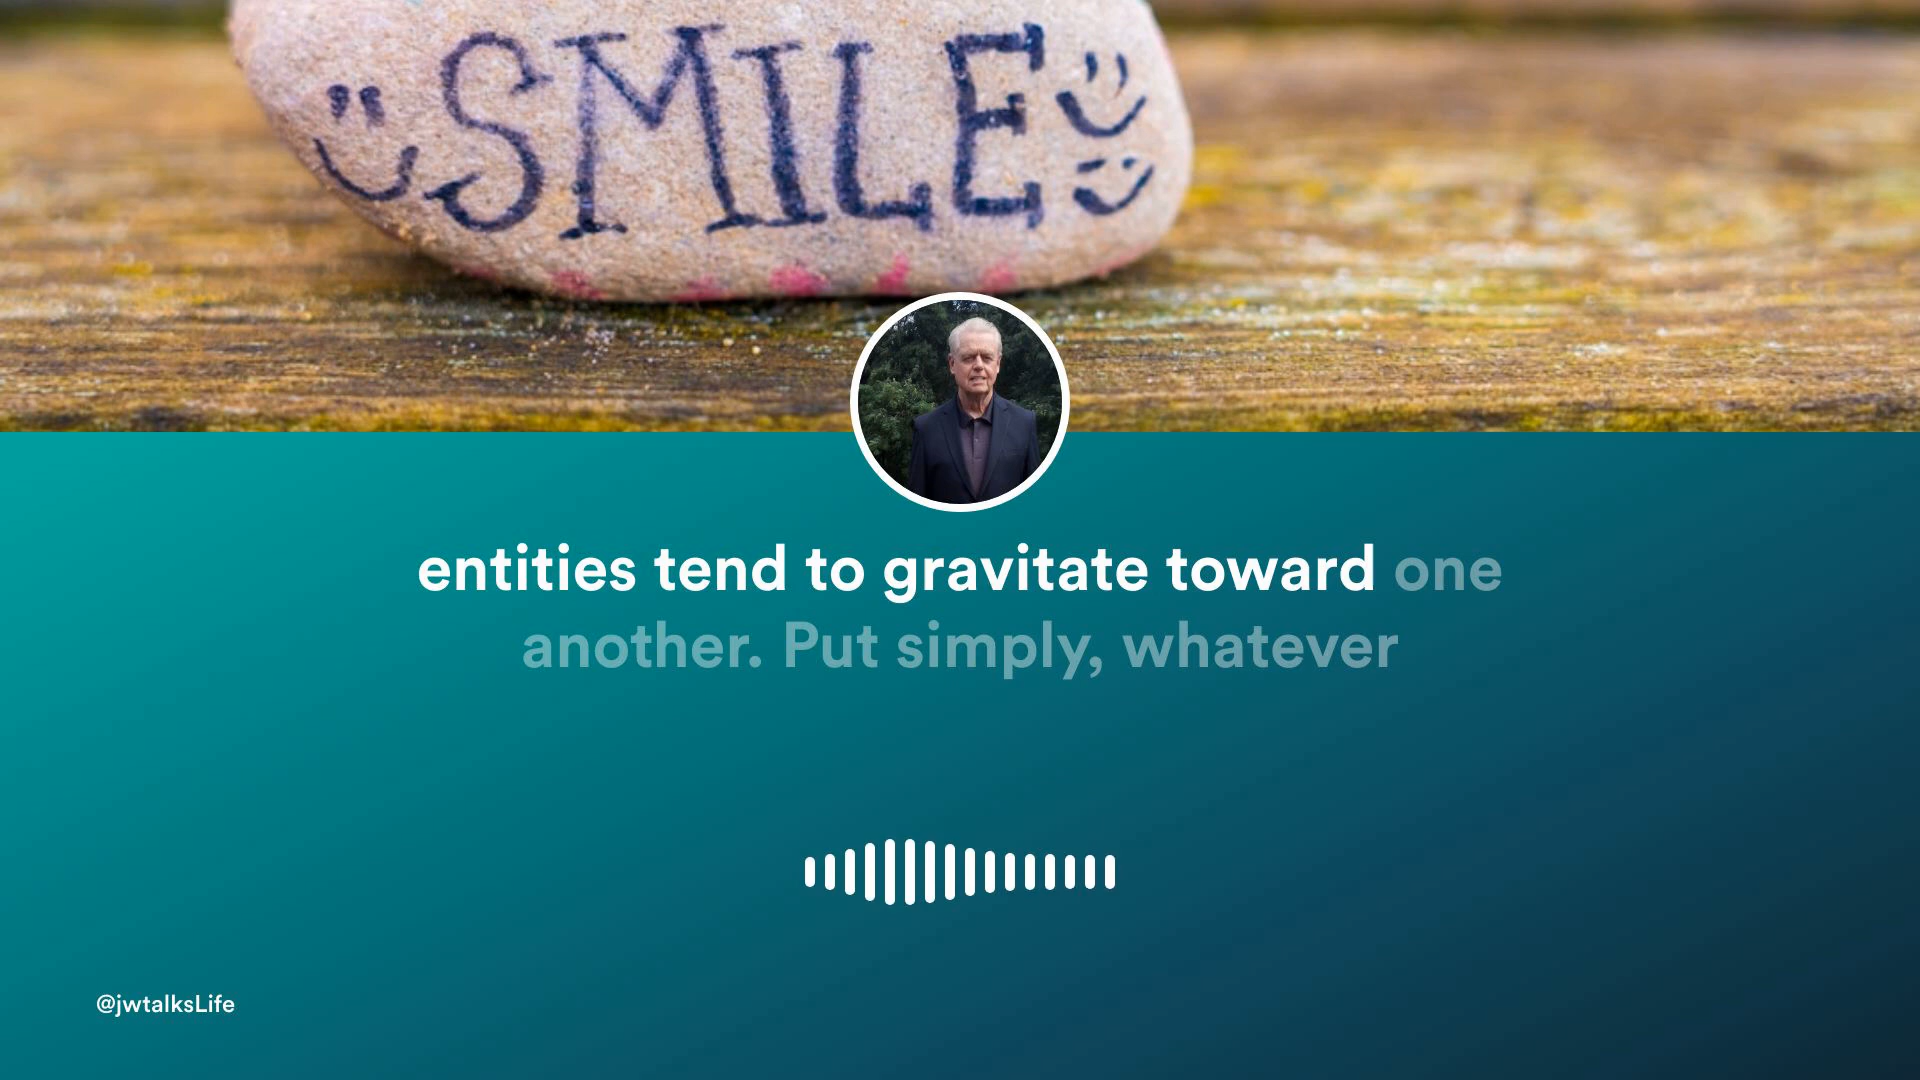 SMILE
entities tend to gravitate toward one
another. Put simply, whatever
@jwtalksLife